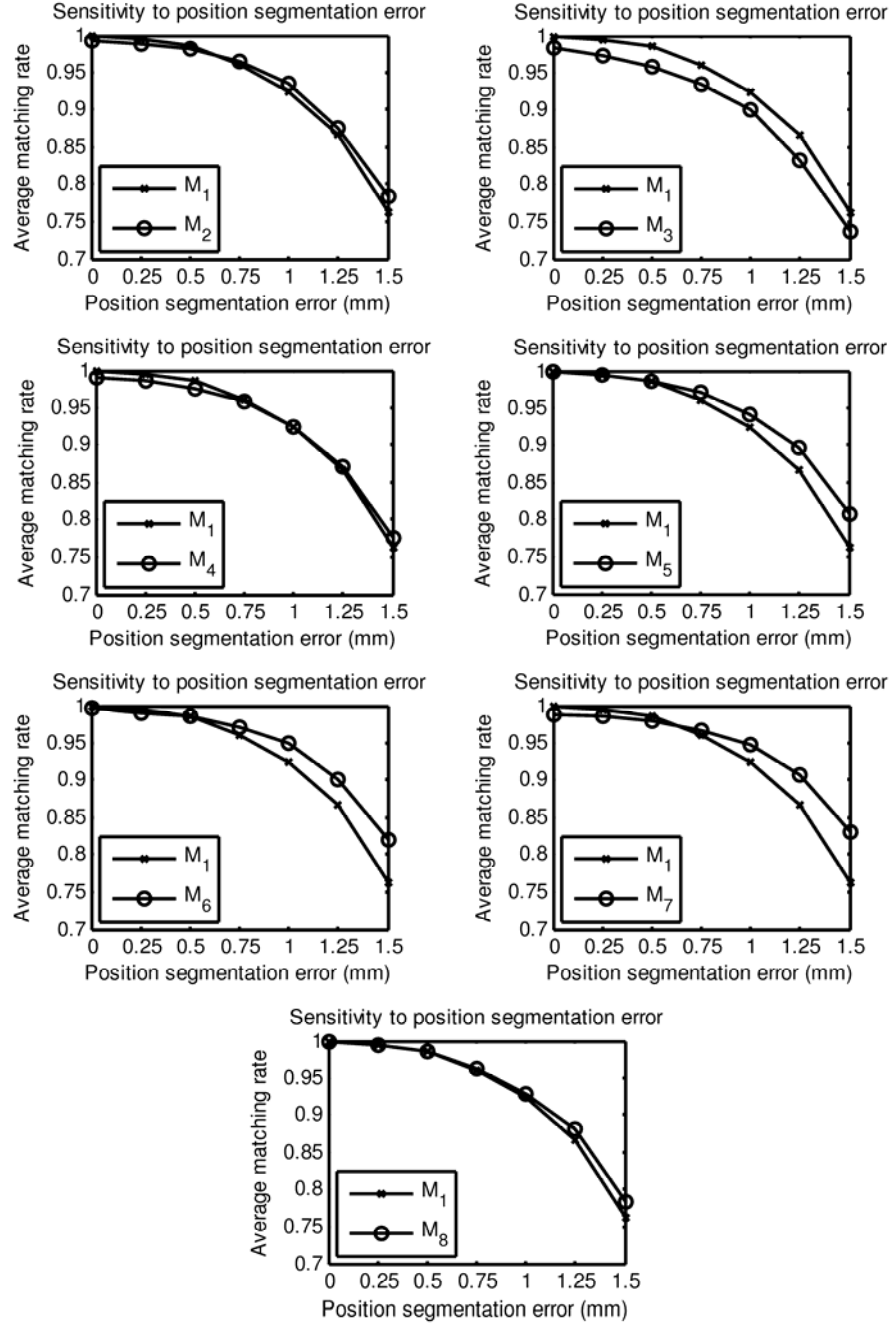 Sensitivity to position segmentation error
Average matching rate
1
0.95
0.9
0.85
0.8
0.75
0.7
M1
M2
0 0.25 0.5 0.75 1 1.25 1.5
Position segmentation error (mm)
Sensitivity to position segmentation error
Average matching rate
1
0.95
0.9
0.85
0.8
0.75
0.7
M1
M3
0 0.25 0.5 0.75 1 1.25 1.5
Position segmentation error (mm)
Sensitivity to position segmentation error
Average matching rate
1
0.95
0.9
0.85
0.8
0.75
0.7
M1
M4
0 0.25 0.5 0.75 1 1.25 1.5
Position segmentation error (mm)
Sensitivity to position segmentation error
Average matching rate
1
0.95
0.9
0.85
0.8
0.75
0.7
M1
M5
0 0.25 0.5 0.75 1 1.25 1.5
Position segmentation error (mm)
Sensitivity to position segmentation error
Average matching rate
1
0.95
0.9
0.85
0.8
0.75
0.7
M1
M6
0 0.25 0.5 0.75 1 1.25 1.5
Position segmentation error (mm)
Sensitivity to position segmentation error
Average matching rate
1
0.95
0.9
0.85
0.8
0.75
0.7
M1
M7
0 0.25 0.5 0.75 1 1.25 1.5
Position segmentation error (mm)
Sensitivity to position segmentation error
Average matching rate
1
0.95
0.9
0.85
0.8
0.75
0.7
M1
M8
0 0.25 0.5 0.75 1 1.25 1.5
Position segmentation error (mm)